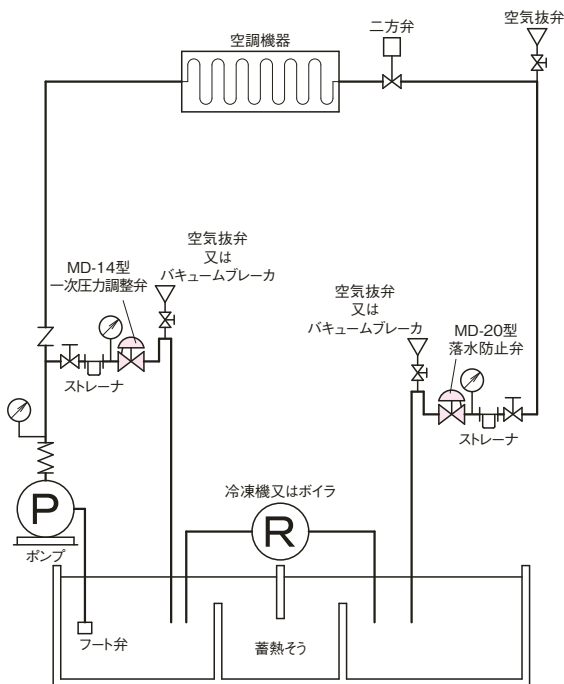 空気抜弁
二方弁
空調機器
空気抜弁
又は
バキュームブレーカ
MD-14型
一次圧力調整弁
空気抜弁
又は
バキュームブレーカ
MD-20型
落水防止弁
ストレーナ
ストレーナ
冷凍機又はボイラ
P
R
ポンプ
フート弁
蓄熱そう